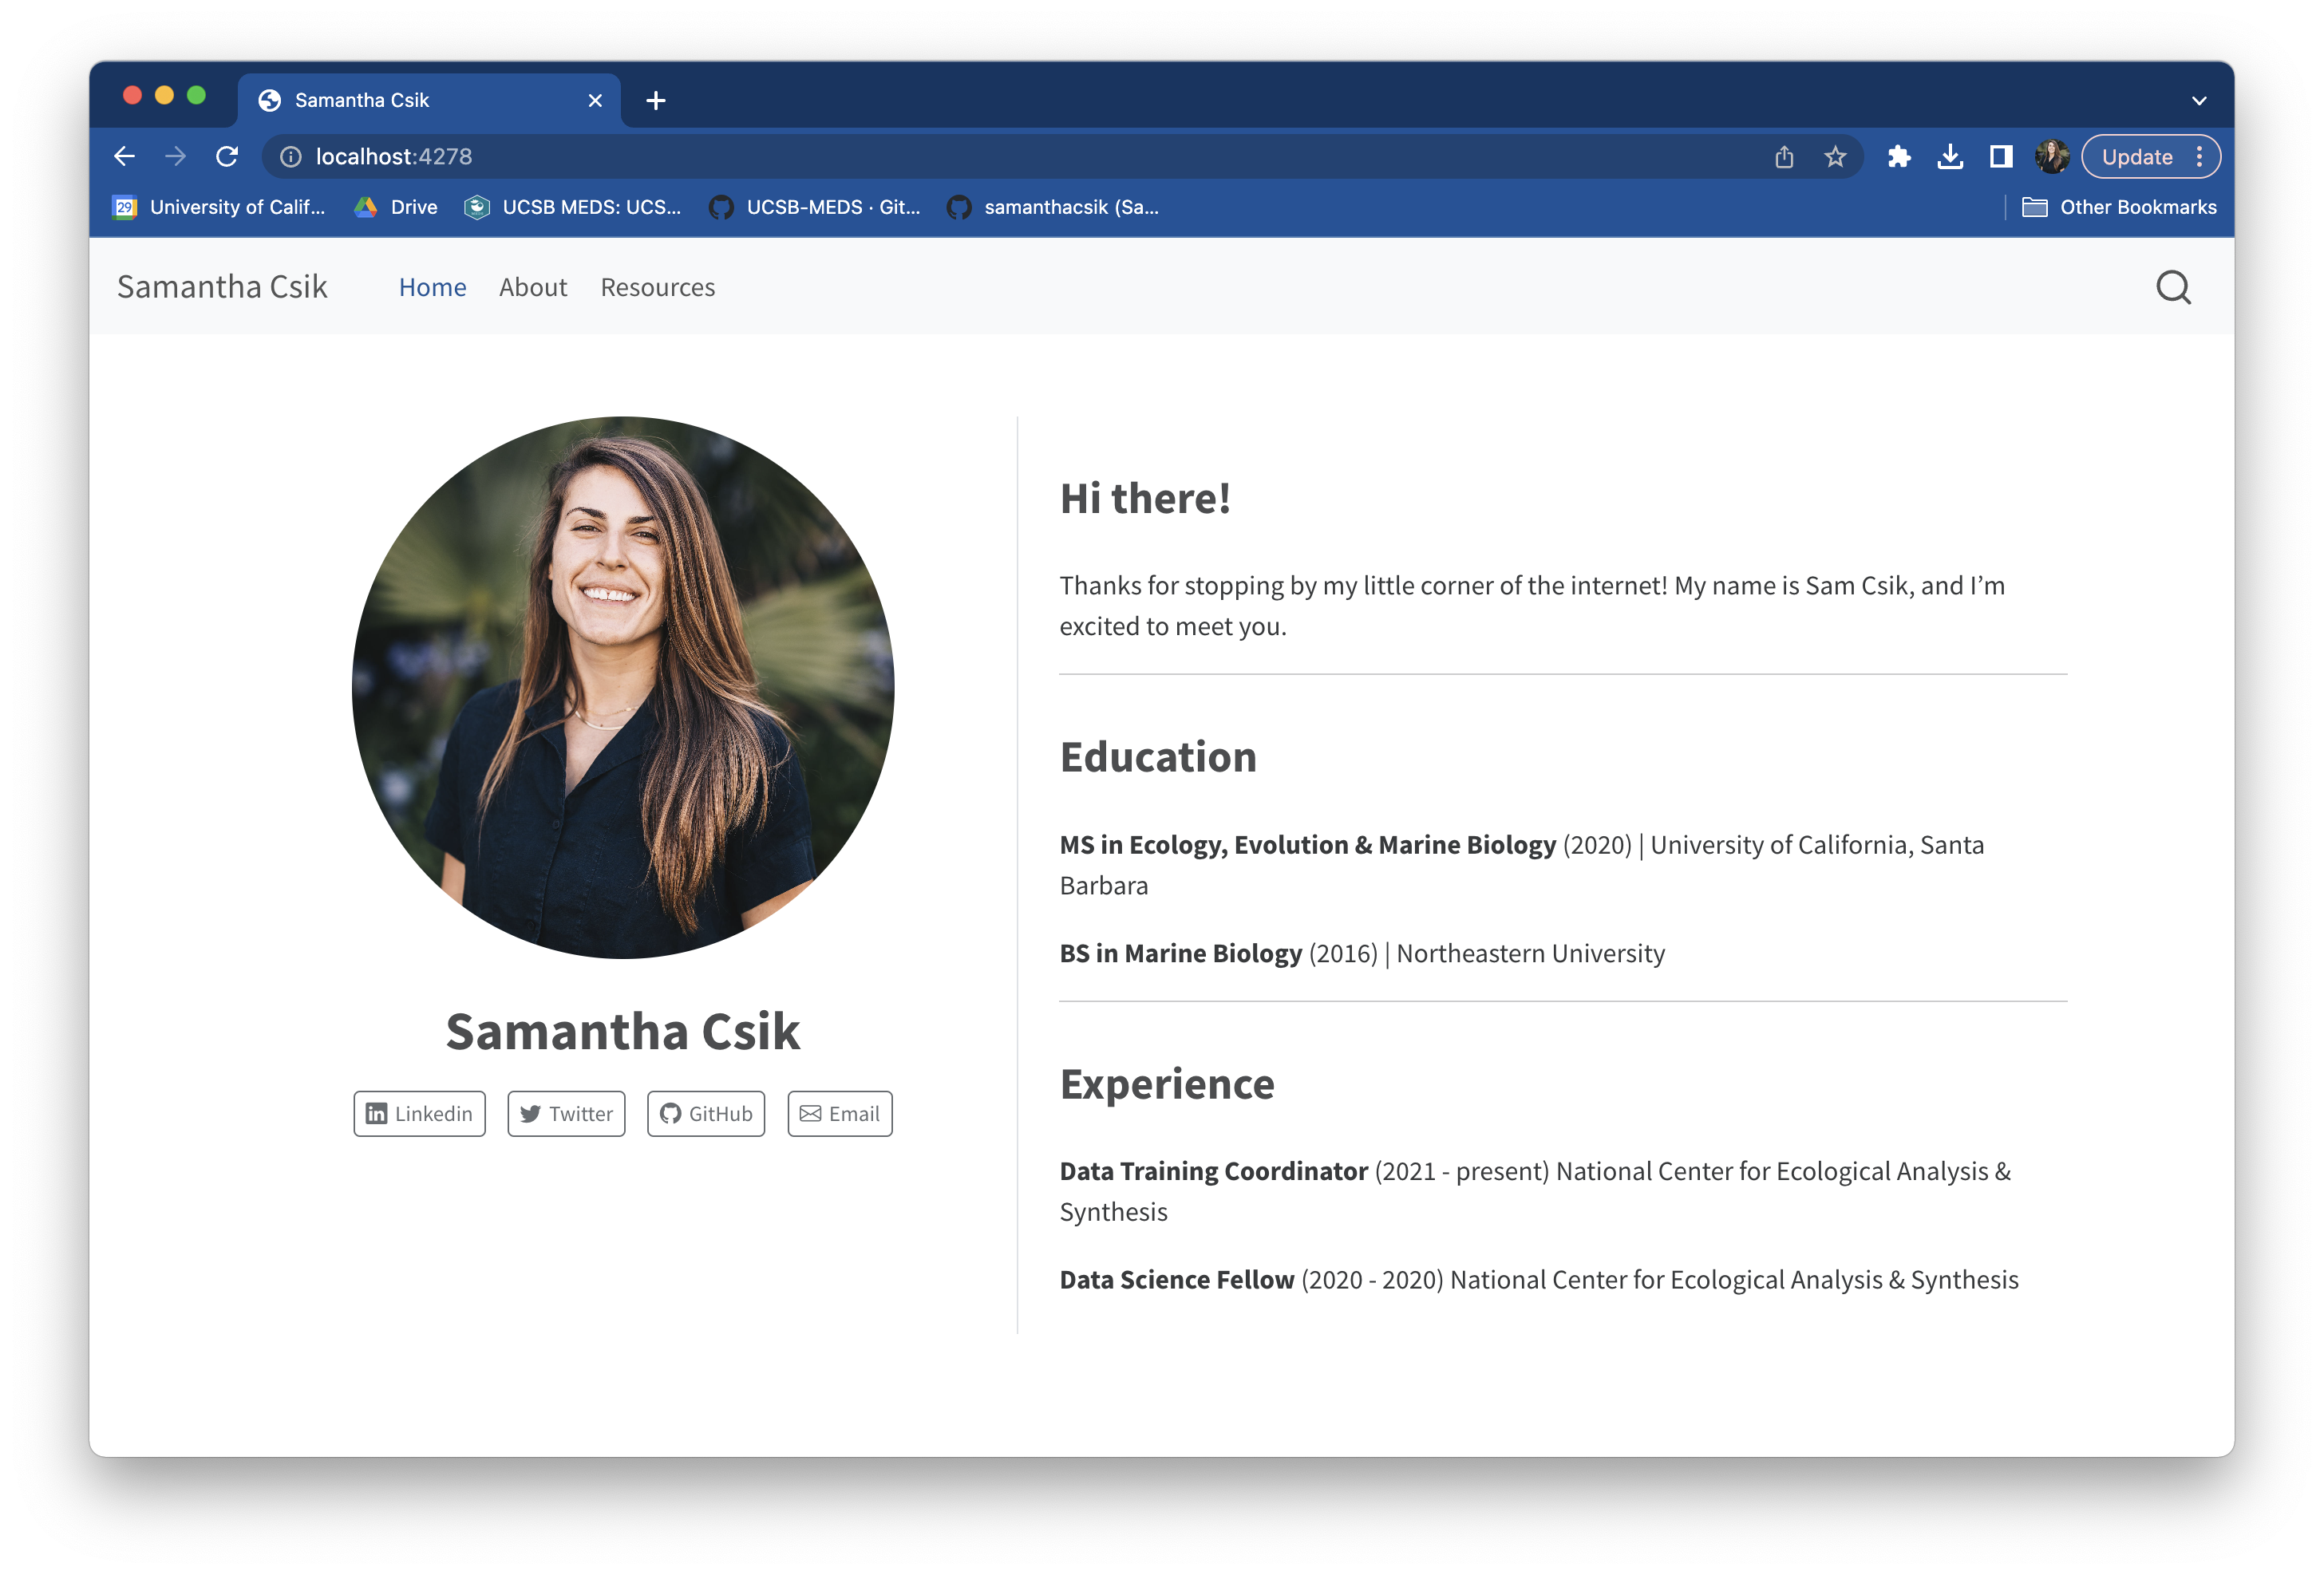 Samantha Csik
localhost:4278
Update
29 University of Calif...
Drive
UCSB MEDS: UCS...
UCSB-MEDS · Git...
samanthacsik (Sa...
Other Bookmarks
Samantha Csik
Home
About
Resources
Samantha Csik
Linkedin
Twitter
GitHub
Email
Hi there!
Thanks for stopping by my little corner of the internet! My name is Sam Csik, and I’m
excited to meet you.
Education
MS in Ecology, Evolution & Marine Biology (2020) | University of California, Santa
Barbara
BS in Marine Biology (2016) | Northeastern University
Experience
Data Training Coordinator (2021 - present) National Center for Ecological Analysis &
Synthesis
Data Science Fellow (2020 - 2020) National Center for Ecological Analysis & Synthesis